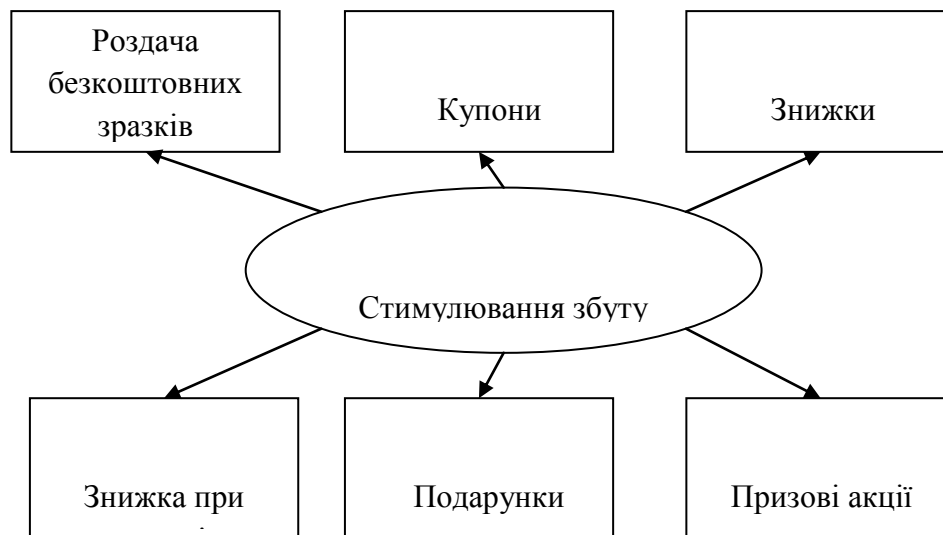 Роздача
безкоштовних
зразків
Купони
Знижки
Стимулювання збуту
Знижка при
Подарунки
Призові акції